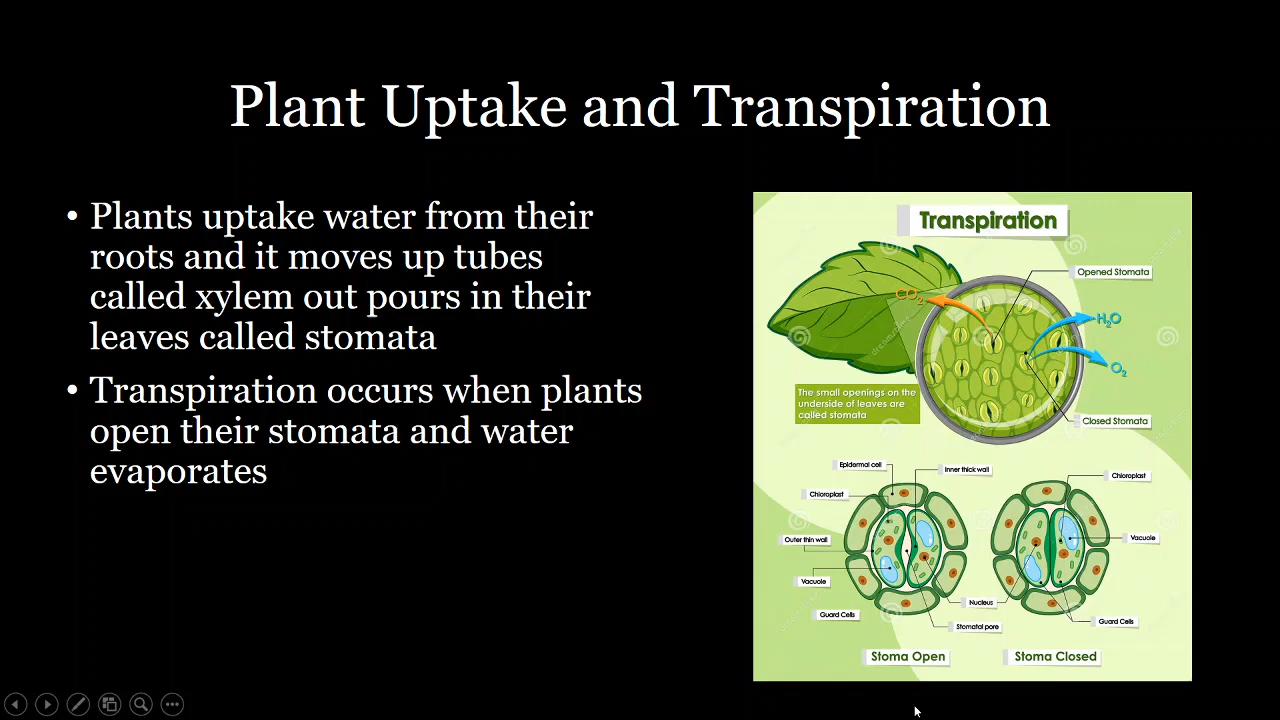 Plant Uptake and Transpiration
• Plants uptake water from their
roots and it moves up tubes
called xylem out pours in their
leaves called stomata
• Transpiration occurs when plants
open their stomata and water
evaporates
Transpiration
Opened Stomata
CO2
H2O
O2
The small openings on the
underside of leaves are
called stomata
Closed Stomata
Epidermal cell
Inner thick wall
Chloroplast
Chloroplast
Outer thin wall
Vacuole
Vacuole
Nucleus
Guard Cells
Stomatal pore
Guard Cells
Stoma Open
Stoma Closed